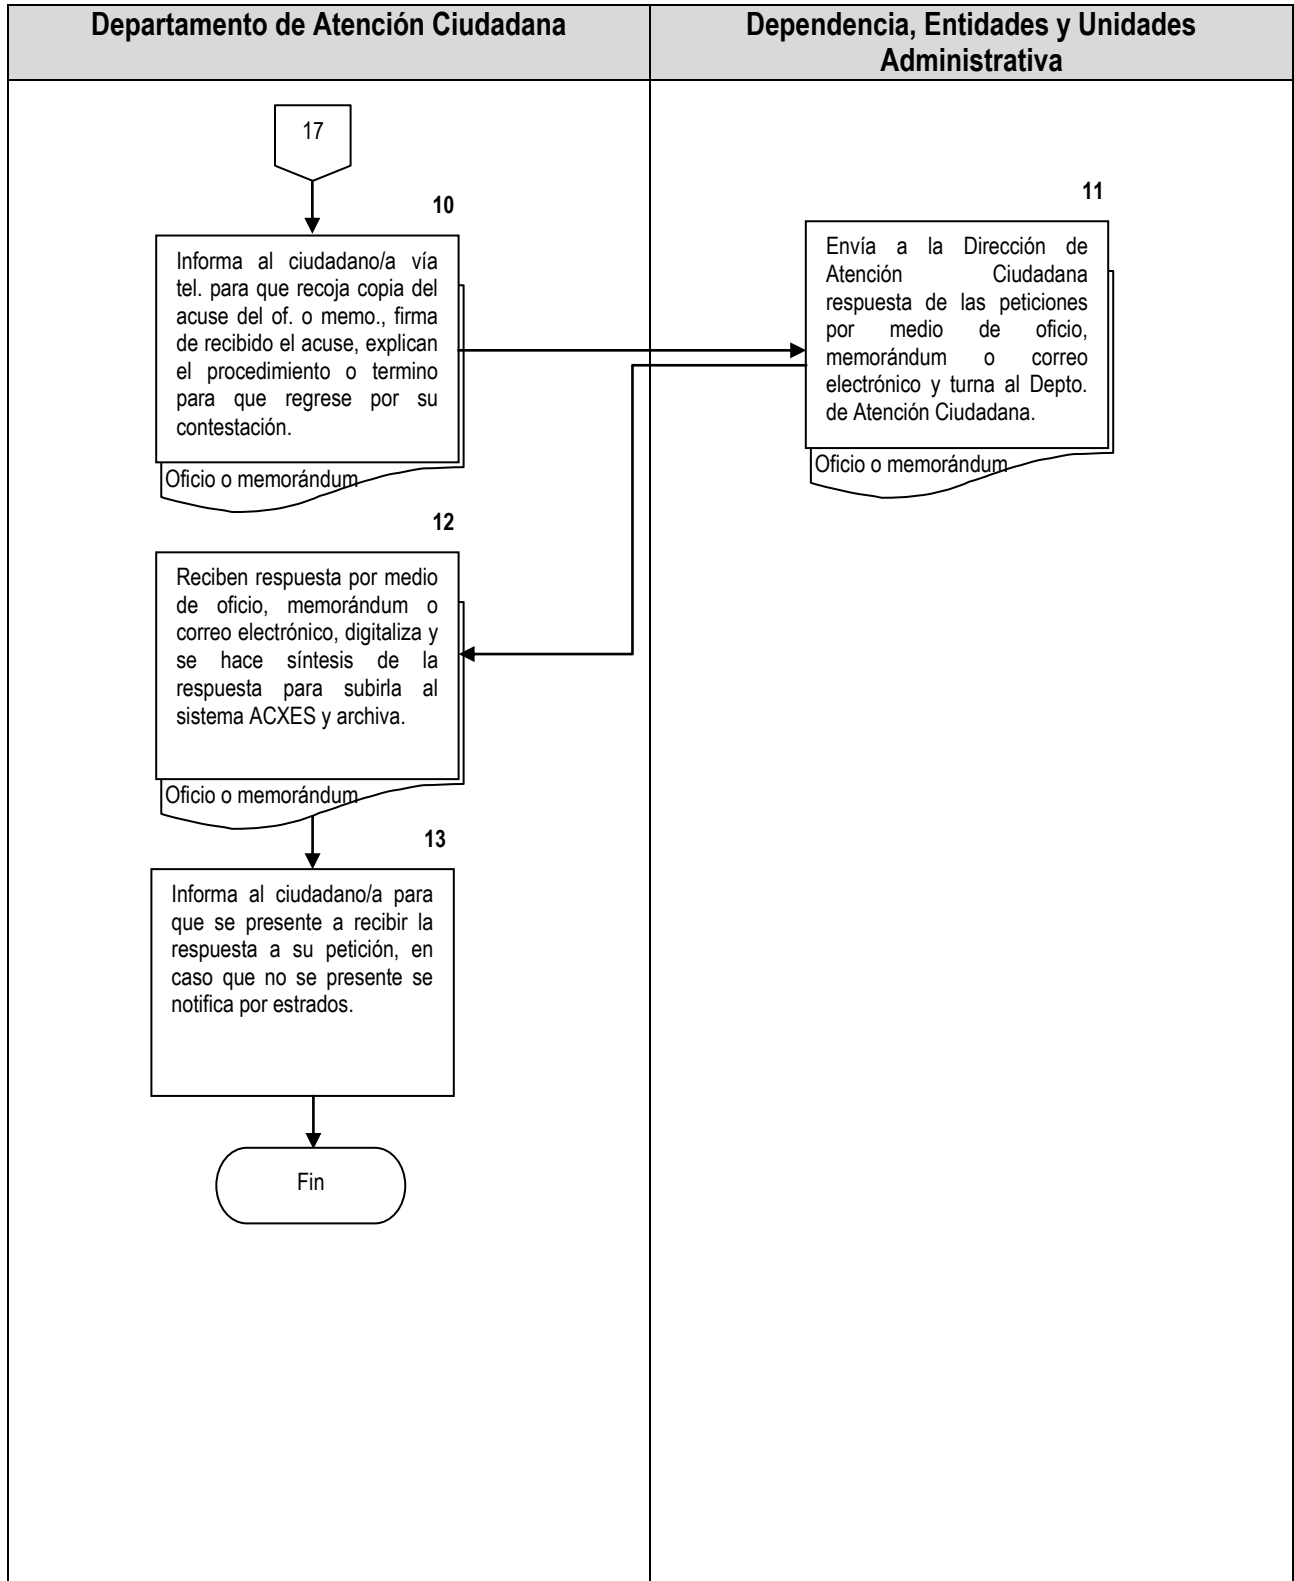 Departamento de Atención Ciudadana
Dependencia, Entidades y Unidades
Administrativa
17
10
Informa al ciudadano/a vía
tel. para que recoja copia del
acuse del of. o memo., firma
de recibido el acuse, explican
el procedimiento o termino
para que regrese por su
contestación.
Oficio o memorándum
11
Envía a la Dirección de
Atención Ciudadana
respuesta de las peticiones
por medio de oficio,
memorándum o correo
electrónico y turna al Depto.
de Atención Ciudadana.
Oficio o memorándum
12
Reciben respuesta por medio
de oficio, memorándum o
correo electrónico, digitaliza y
se hace síntesis de la
respuesta para subirla al
sistema ACXES y archiva.
Oficio o memorándum
13
Informa al ciudadano/a para
que se presente a recibir la
respuesta a su petición, en
caso que no se presente se
notifica por estrados.
Fin